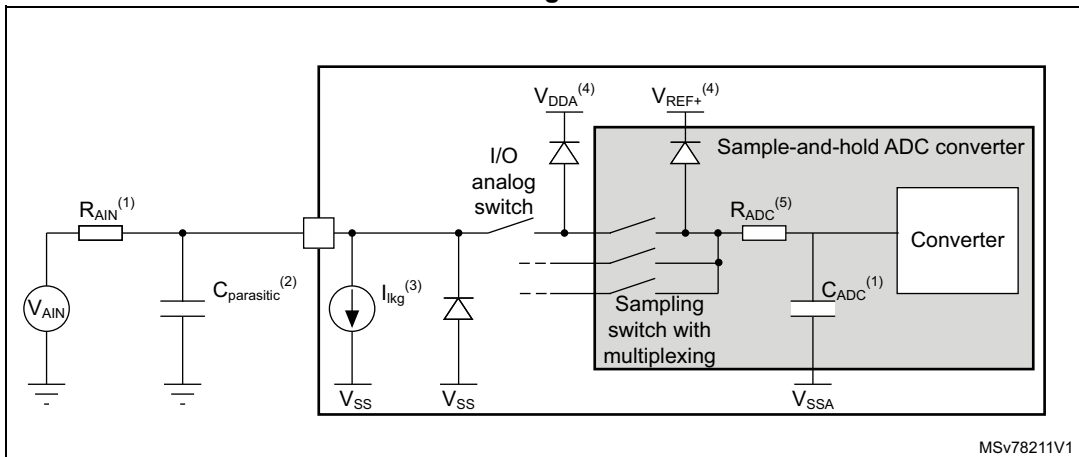 g
V_DDA^(4)
V_REF+^(4)
Sample-and-hold ADC converter
I/O
analog
switch
R_AIN^(1)
R_ADC^(5)
Converter
C_parasitic^(2)
I_lkg^(3)
C_ADC^(1)
V_AIN
Sampling
switch with
multiplexing
V_SS
V_SS
V_SSA
MSv78211V1